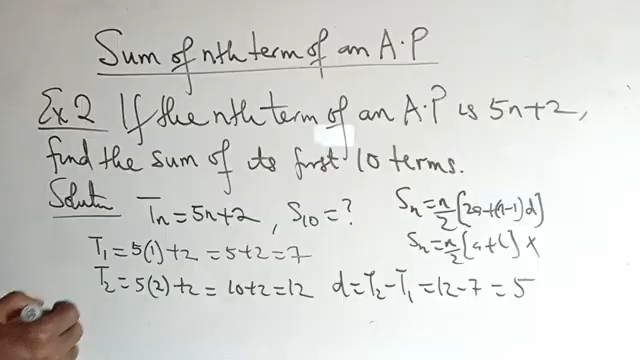 Sum of nth term of an A.P
Ex 2 If the nth term of an A.P is 5n+2,
find the sum of its first 10 terms.
Solution Tn=5n+2, S10=? Sn=n/2[2a+(n-1)d]
T1=5(1)+2=5+2=7 Sn=n/2[a+l] x
T2=5(2)+2=10+2=12 d=T2-T1=12-7=5